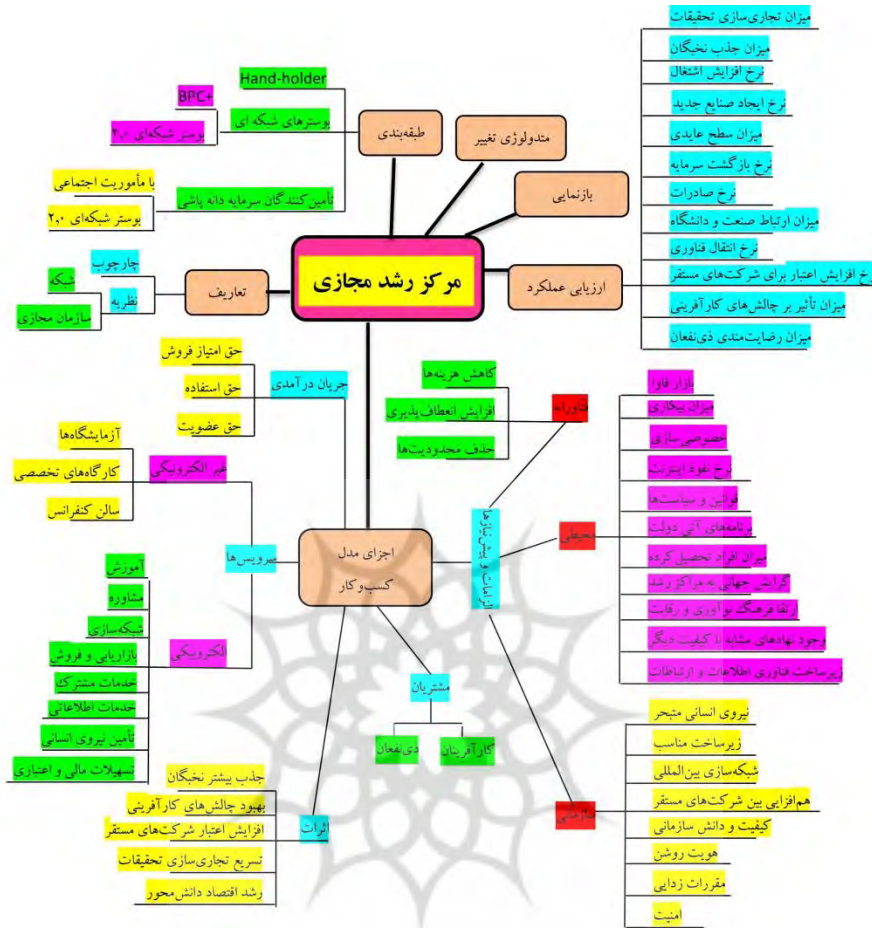 میزان تجاری‌سازی تحقیقات
میزان جذب نخبگان
نرخ افزایش اشتغال
نرخ ایجاد صنایع جدید
میزان سطح عایدی
نرخ بازگشت سرمایه
نرخ صادرات
میزان ارتباط صنعت و دانشگاه
نرخ انتقال فناوری
نرخ افزایش اعتبار برای شرکت‌های مستقر
میزان تأثیر بر چالش‌های کارآفرینی
میزان رضایت‌مندی ذی‌نفعان
ارزیابی عملکرد
بازنمایی
متدولوژی تغییر
طبقه‌بندی
Hand-holder
بوسترهای شبکه ای
BPC+
بوستر شبکه‌ای ۲٫۰
تأمین‌کنندگان سرمایه دانه پاشی
با مأموریت اجتماعی
بوستر شبکه‌ای ۲٫۰
مرکز رشد مجازی
تعاریف
چارچوب
نظریه
شبکه
سازمان مجازی
اجزای مدل
کسب‌وکار
جریان درآمدی
حق امتیاز فروش
حق استفاده
حق عضویت
سرویس‌ها
غیر الکترونیکی
آزمایشگاه‌ها
کارگاه‌های تخصصی
سالن کنفرانس
الکترونیکی
آموزش
مشاوره
شبکه‌سازی
بازاریابی و فروش
خدمات مشترک
خدمات اطلاعاتی
تأمین نیروی انسانی
تسهیلات مالی و اعتباری
اثرات
جذب بیشتر نخبگان
بهبود چالش‌های کارآفرینی
افزایش اعتبار شرکت‌های مستقر
تسریع تجاری‌سازی تحقیقات
رشد اقتصاد دانش‌محور
مشتریان
کارآفرینان
ذی‌نفعان
الزامات و پیش‌نیازها
فناورانه
کاهش هزینه‌ها
افزایش انعطاف‌پذیری
حذف محدودیت‌ها
محیطی
بازار فاوا
میزان بیکاری
خصوصی‌سازی
نرخ نفوذ اینترنت
قوانین و سیاست‌ها
برنامه‌های آتی دولت
میزان افراد تحصیل‌کرده
گرایش جهانی به مراکز رشد
ارتقا فرهنگ نوآوری و رقابت
وجود نهادهای مشابه با کیفیت دیگر
زیرساخت فناوری اطلاعات و ارتباطات
سازمانی
نیروی انسانی متبحر
زیرساخت مناسب
شبکه‌سازی بین‌المللی
هم‌افزایی بین شرکت‌های مستقر
کیفیت و دانش سازمانی
هویت روشن
مقررات زدایی
امنیت